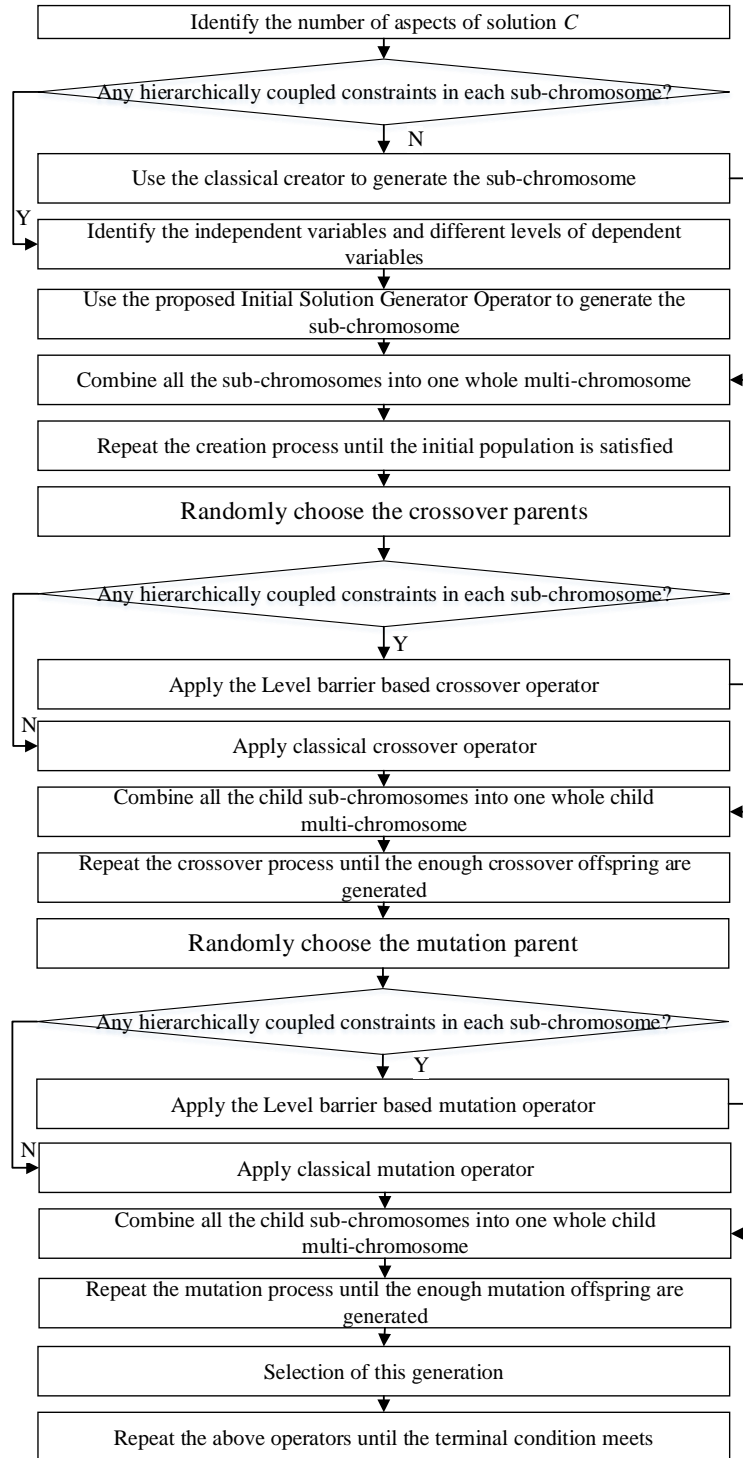 Identify the number of aspects of solution C
Any hierarchically coupled constraints in each sub-chromosome?
N
Use the classical creator to generate the sub-chromosome
Y
Identify the independent variables and different levels of dependent
variables
Use the proposed Initial Solution Generator Operator to generate the
sub-chromosome
Combine all the sub-chromosomes into one whole multi-chromosome
Repeat the creation process until the initial population is satisfied
Randomly choose the crossover parents
Any hierarchically coupled constraints in each sub-chromosome?
Y
Apply the Level barrier based crossover operator
N
Apply classical crossover operator
Combine all the child sub-chromosomes into one whole child
multi-chromosome
Repeat the crossover process until the enough crossover offspring are
generated
Randomly choose the mutation parent
Any hierarchically coupled constraints in each sub-chromosome?
Y
Apply the Level barrier based mutation operator
N
Apply classical mutation operator
Combine all the child sub-chromosomes into one whole child
multi-chromosome
Repeat the mutation process until the enough mutation offspring are
generated
Selection of this generation
Repeat the above operators until the terminal condition meets